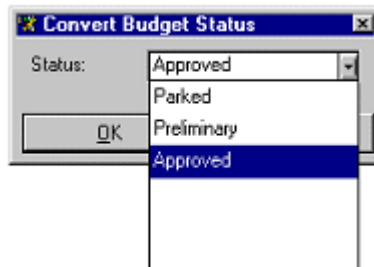 Convert Budget Status
Status: Approved
Parked
OK Preliminary
Approved